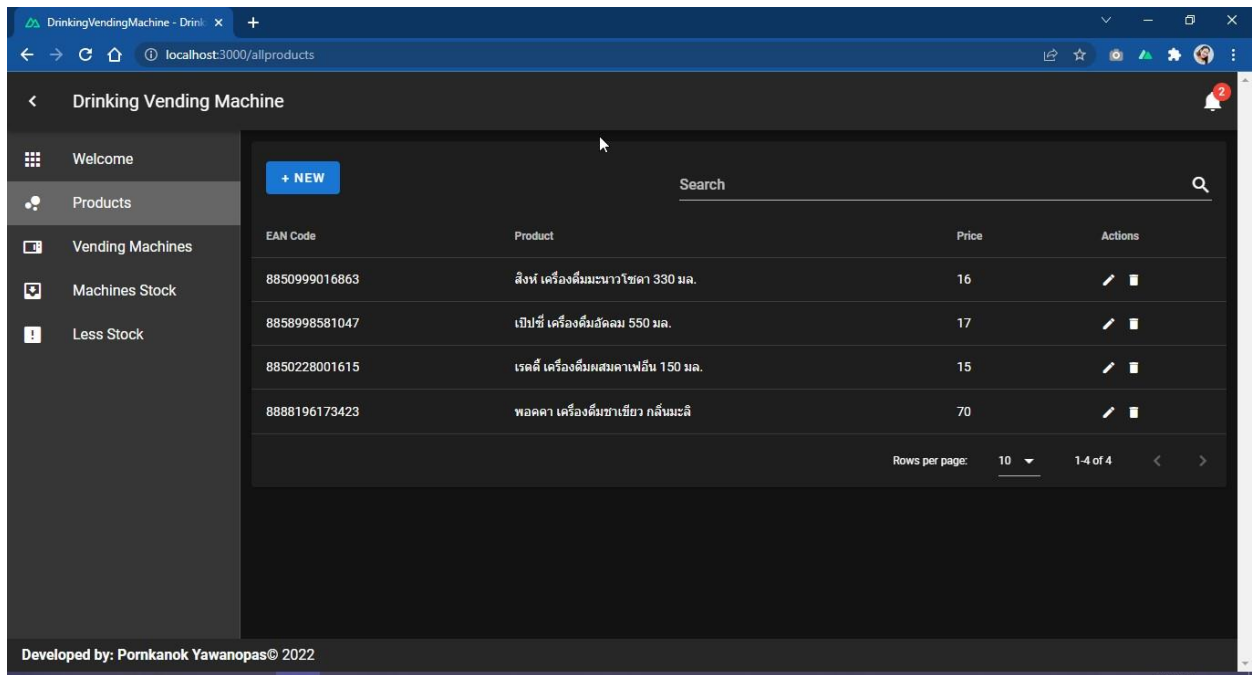 DrinkingVendingMachine - Drink
localhost:3000/allproducts
Drinking Vending Machine
2
Welcome
Products
Vending Machines
Machines Stock
Less Stock
+ NEW
Search
EAN Code Product Price Actions
8850999016863 สิงห์ เครื่องดื่มมะนาวโซดา 330 มล. 16
8858998581047 เป๊ปซี่ เครื่องดื่มอัดลม 550 มล. 17
8850228001615 เรดดี้ เครื่องดื่มผสมคาเฟอีน 150 มล. 15
8888196173423 พอคคา เครื่องดื่มชาเขียว กลิ่นมะลิ 70
Rows per page: 10 1-4 of 4
Developed by: Pornkanok Yawanopas© 2022